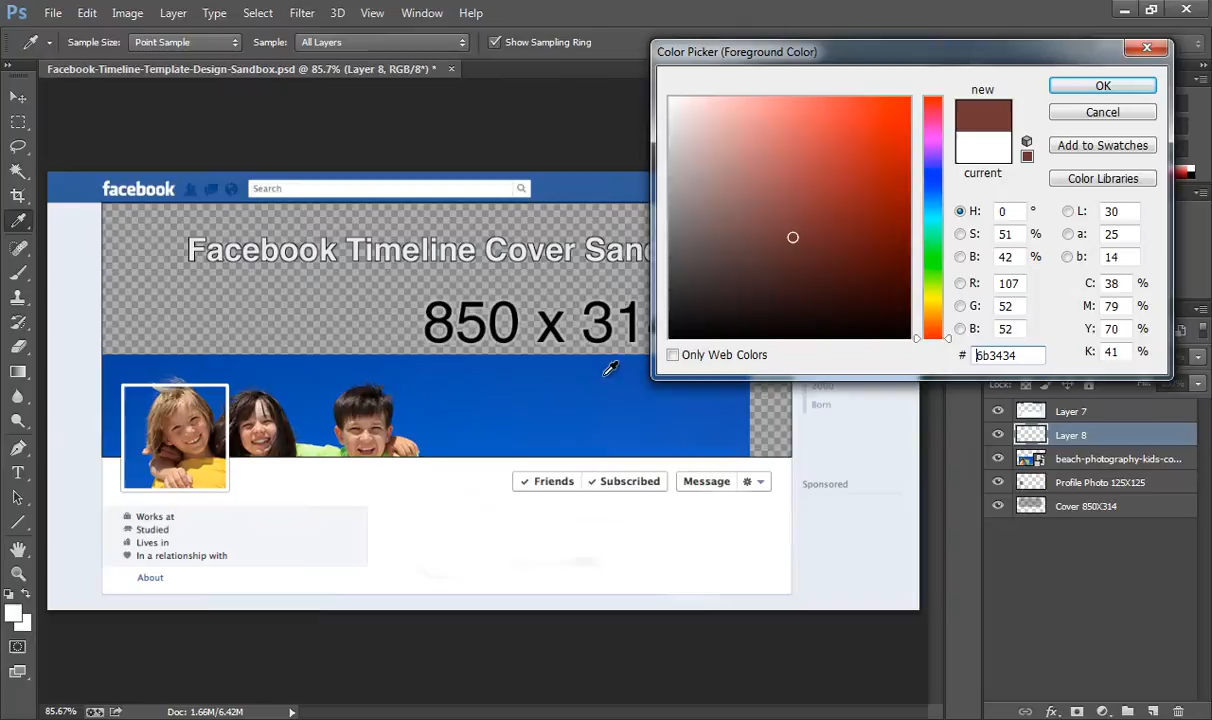 Ps File Edit Image Layer Type Select Filter 3D View Window Help
Sample Size: Point Sample Sample: All Layers Show Sampling Ring
Facebook-Timeline-Template-Design-Sandbox.psd @ 85.7% (Layer 8, RGB/8*) *
Color Picker (Foreground Color)
new
current
OK
Cancel
Add to Swatches
Color Libraries
H: 0 °
S: 51 %
B: 42 %
R: 107
G: 52
B: 52
L: 30
a: 25
b: 14
C: 38 %
M: 79 %
Y: 70 %
K: 41 %
# 6b3434
Only Web Colors
facebook Search
Facebook Timeline Cover San
850 x 31
Born
Friends Subscribed Message
Sponsored
Works at
Studied
Lives in
In a relationship with
About
Layer 7
Layer 8
beach-photography-kids-co...
Profile Photo 125X125
Cover 850X314
85.67% Doc: 1.66M/6.42M
fx